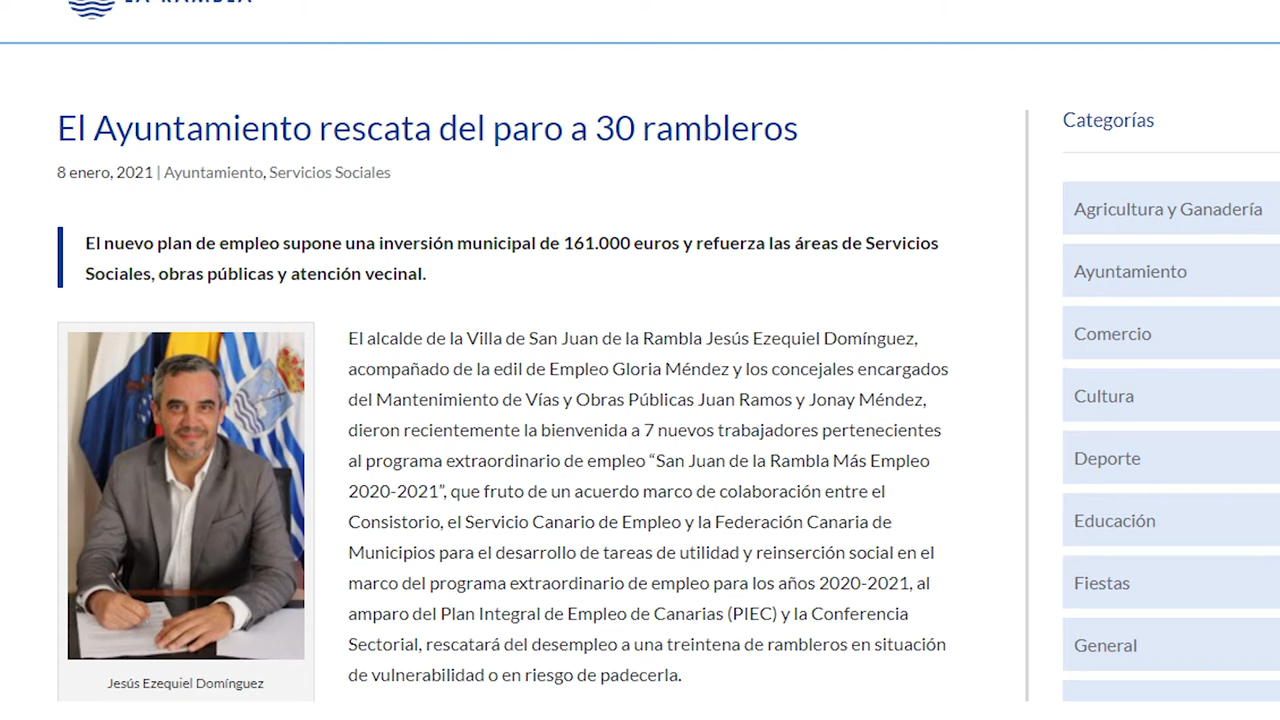 El Ayuntamiento rescata del paro a 30 rambleros
8 enero, 2021 | Ayuntamiento, Servicios Sociales
El nuevo plan de empleo supone una inversión municipal de 161.000 euros y refuerza las áreas de Servicios
Sociales, obras públicas y atención vecinal.
El alcalde de la Villa de San Juan de la Rambla Jesús Ezequiel Domínguez,
acompañado de la edil de Empleo Gloria Méndez y los concejales encargados
del Mantenimiento de Vías y Obras Públicas Juan Ramos y Jonay Méndez,
dieron recientemente la bienvenida a 7 nuevos trabajadores pertenecientes
al programa extraordinario de empleo “San Juan de la Rambla Más Empleo
2020-2021”, que fruto de un acuerdo marco de colaboración entre el
Consistorio, el Servicio Canario de Empleo y la Federación Canaria de
Municipios para el desarrollo de tareas de utilidad y reinserción social en el
marco del programa extraordinario de empleo para los años 2020-2021, al
amparo del Plan Integral de Empleo de Canarias (PIEC) y la Conferencia
Sectorial, rescatará del desempleo a una treintena de rambleros en situación
de vulnerabilidad o en riesgo de padecerla.
Jesús Ezequiel Domínguez
Categorías
Agricultura y Ganadería
Ayuntamiento
Comercio
Cultura
Deporte
Educación
Fiestas
General